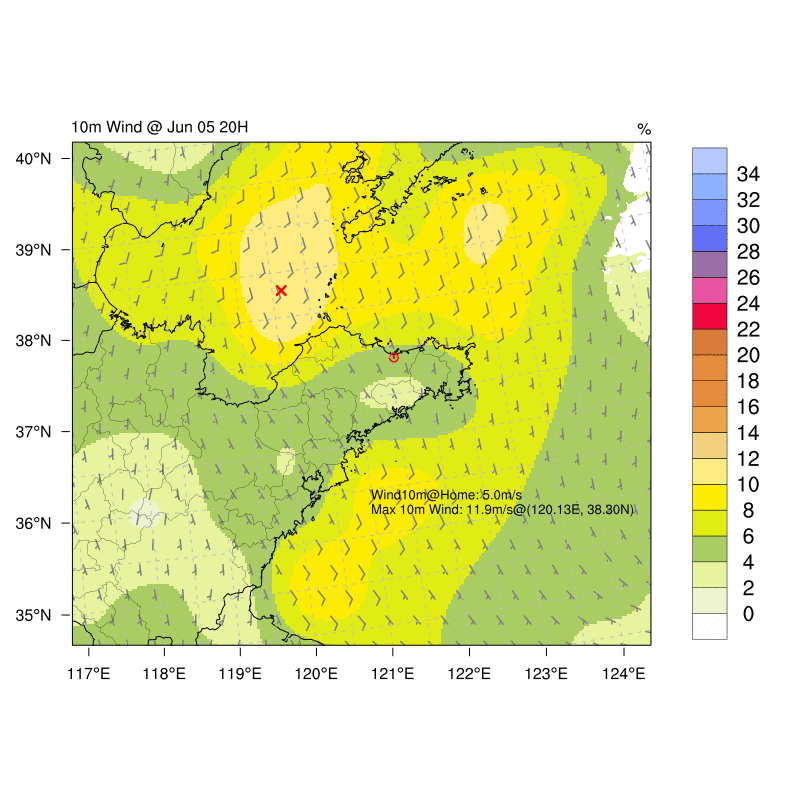 10m Wind @ Jun 05 20H
%
40°N
39°N
38°N
37°N
36°N
35°N
117°E 118°E 119°E 120°E 121°E 122°E 123°E 124°E
Wind10m@Home: 5.0m/s
Max 10m Wind: 11.9m/s@(120.13E, 38.30N)
34
32
30
28
26
24
22
20
18
16
14
12
10
8
6
4
2
0